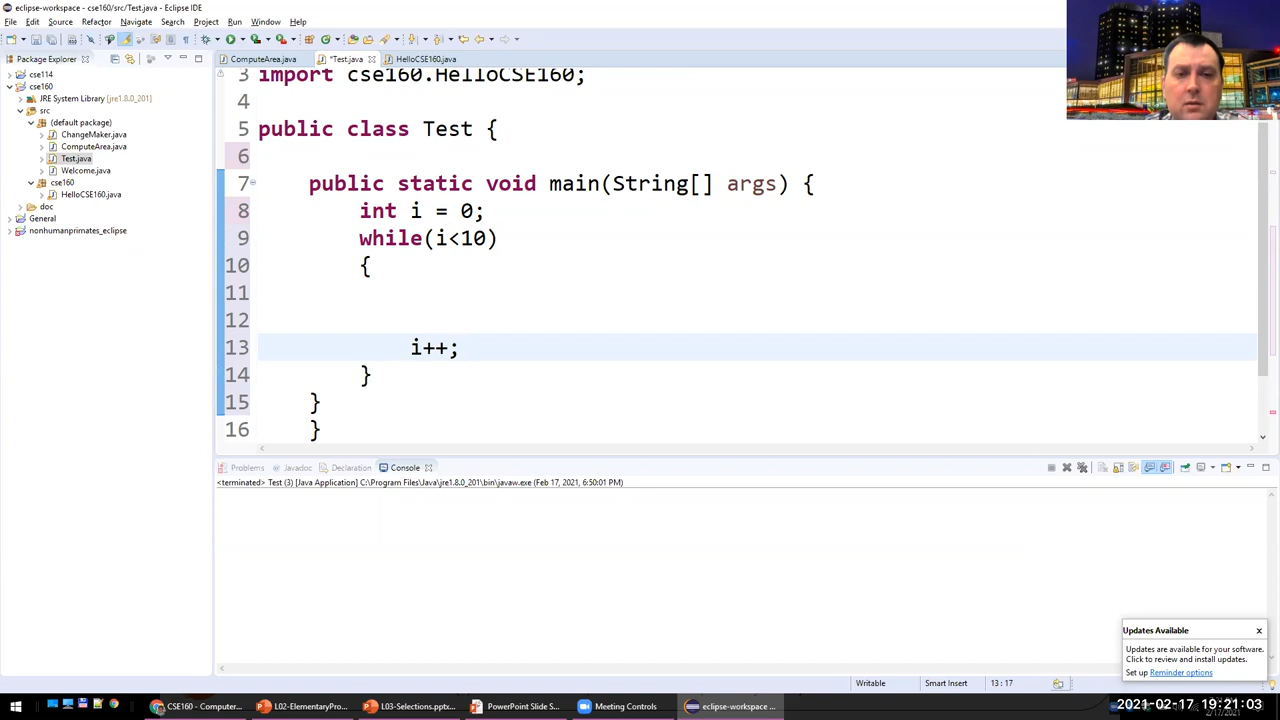 eclipse-workspace - cse160/src/Test.java - Eclipse IDE
File Edit Source Refactor Navigate Search Project Run Window Help
Package Explorer
cse114
cse160
JRE System Library [jre1.8.0_201]
src
(default package)
ChangeMaker.java
ComputeArea.java
Test.java
Welcome.java
cse160
HelloCSE160.java
doc
General
nonhumanprimates_eclipse
ComputeArea.java *Test.java HelloCSE160.java
3 import cse160.HelloCSE160;
4
5 public class Test {
6
7 public static void main(String[] args) {
8 int i = 0;
9 while(i<10)
10 {
11
12
13 i++;
14 }
15 }
16 }
Problems @ Javadoc Declaration Console
<terminated> Test (3) [Java Application] C:\Program Files\Java\jre1.8.0_201\bin\javaw.exe (Feb 17, 2021, 6:50:01 PM)
Updates Available
Updates are available for your software.
Click to review and install updates.
Set up Reminder options
Writable Smart Insert 13 : 17
CSE160 - Computer... L02-ElementaryPro... L03-Selections.pptx... PowerPoint Slide S... Meeting Controls eclipse-workspace ...
2021-02-17 19:21:03